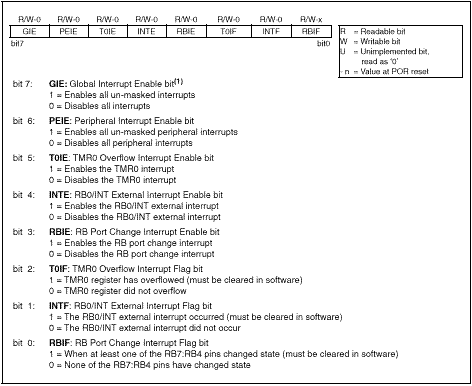 R/W-0 R/W-0 R/W-0 R/W-0 R/W-0 R/W-0 R/W-0 R/W-x
GIE PEIE T0IE INTE RBIE T0IF INTF RBIF
bit7 bit0
R = Readable bit
W = Writable bit
U = Unimplemented bit,
read as '0'
- n = Value at POR reset
bit 7: GIE: Global Interrupt Enable bit(1)
1 = Enables all un-masked interrupts
0 = Disables all interrupts
bit 6: PEIE: Peripheral Interrupt Enable bit
1 = Enables all un-masked peripheral interrupts
0 = Disables all peripheral interrupts
bit 5: T0IE: TMR0 Overflow Interrupt Enable bit
1 = Enables the TMR0 interrupt
0 = Disables the TMR0 interrupt
bit 4: INTE: RB0/INT External Interrupt Enable bit
1 = Enables the RB0/INT external interrupt
0 = Disables the RB0/INT external interrupt
bit 3: RBIE: RB Port Change Interrupt Enable bit
1 = Enables the RB port change interrupt
0 = Disables the RB port change interrupt
bit 2: T0IF: TMR0 Overflow Interrupt Flag bit
1 = TMR0 register has overflowed (must be cleared in software)
0 = TMR0 register did not overflow
bit 1: INTF: RB0/INT External Interrupt Flag bit
1 = The RB0/INT external interrupt occurred (must be cleared in software)
0 = The RB0/INT external interrupt did not occur
bit 0: RBIF: RB Port Change Interrupt Flag bit
1 = When at least one of the RB7:RB4 pins changed state (must be cleared in software)
0 = None of the RB7:RB4 pins have changed state